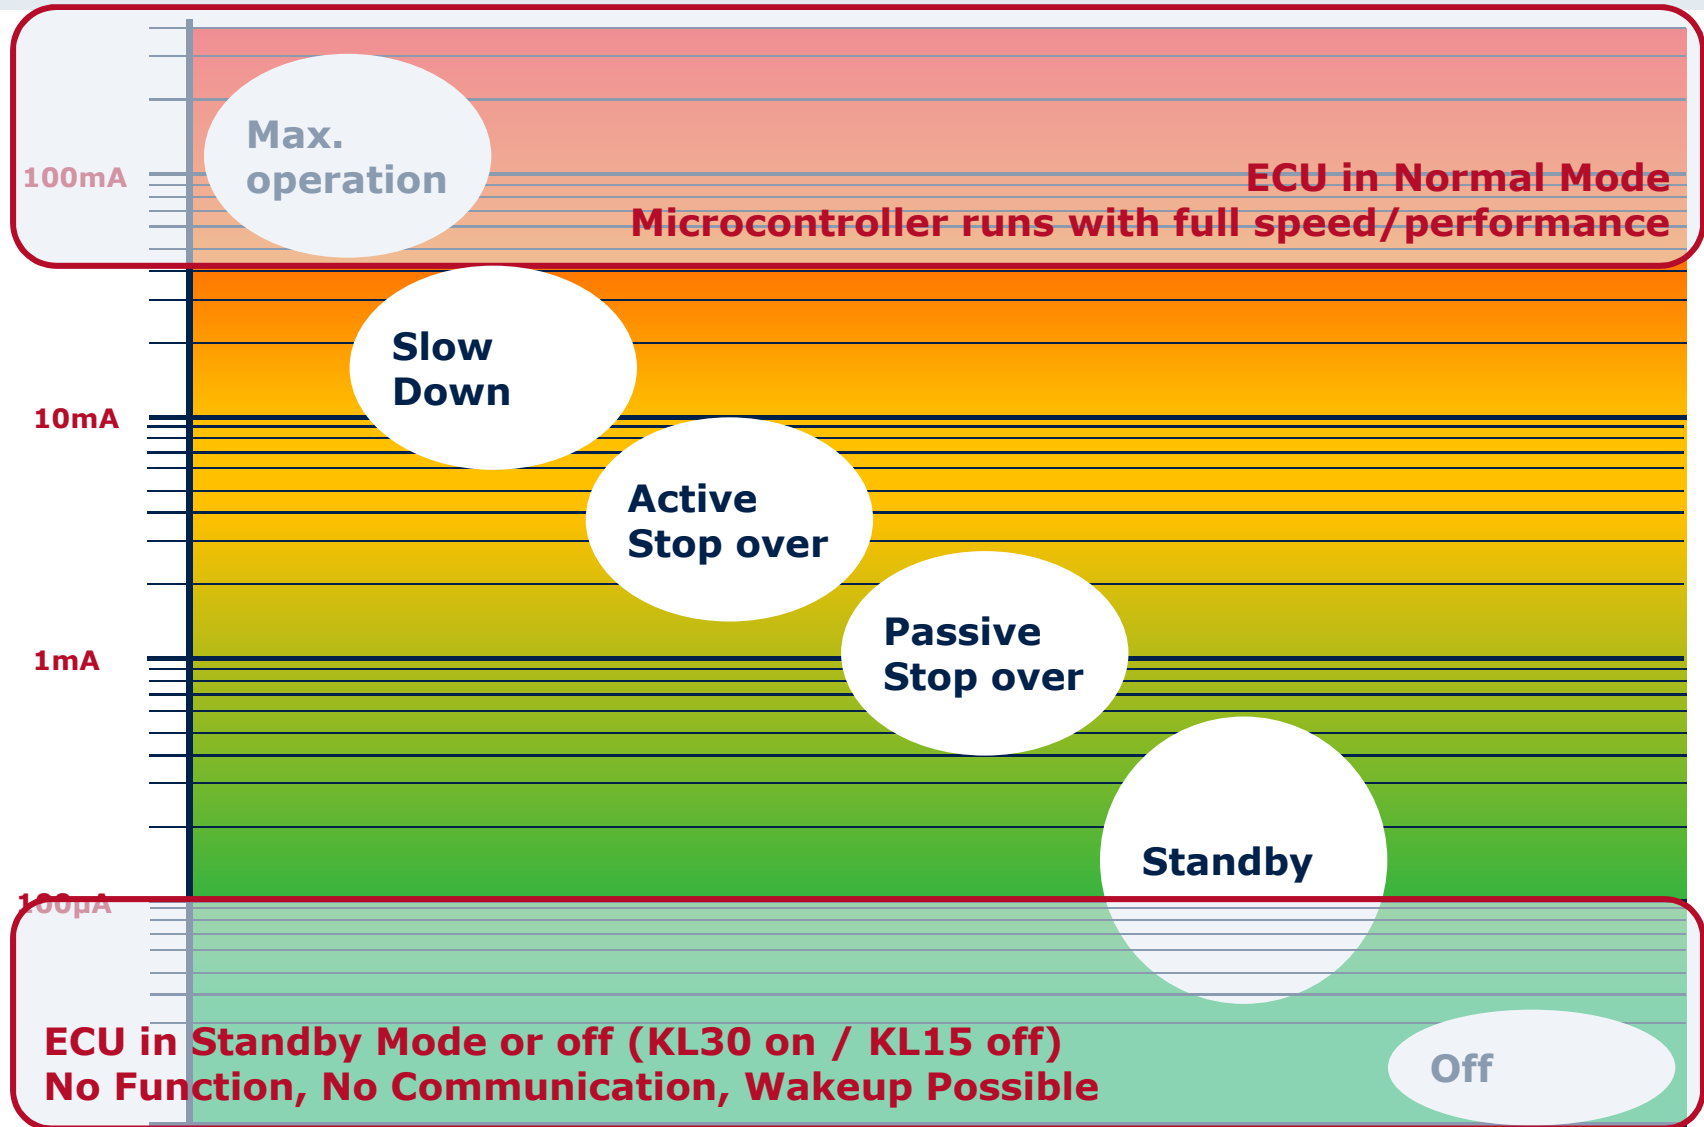 Max.
operation
100mA
ECU in Normal Mode
Microcontroller runs with full speed/performance
Slow
Down
10mA
Active
Stop over
Passive
Stop over
1mA
Standby
100µA
ECU in Standby Mode or off (KL30 on / KL15 off)
No Function, No Communication, Wakeup Possible
Off